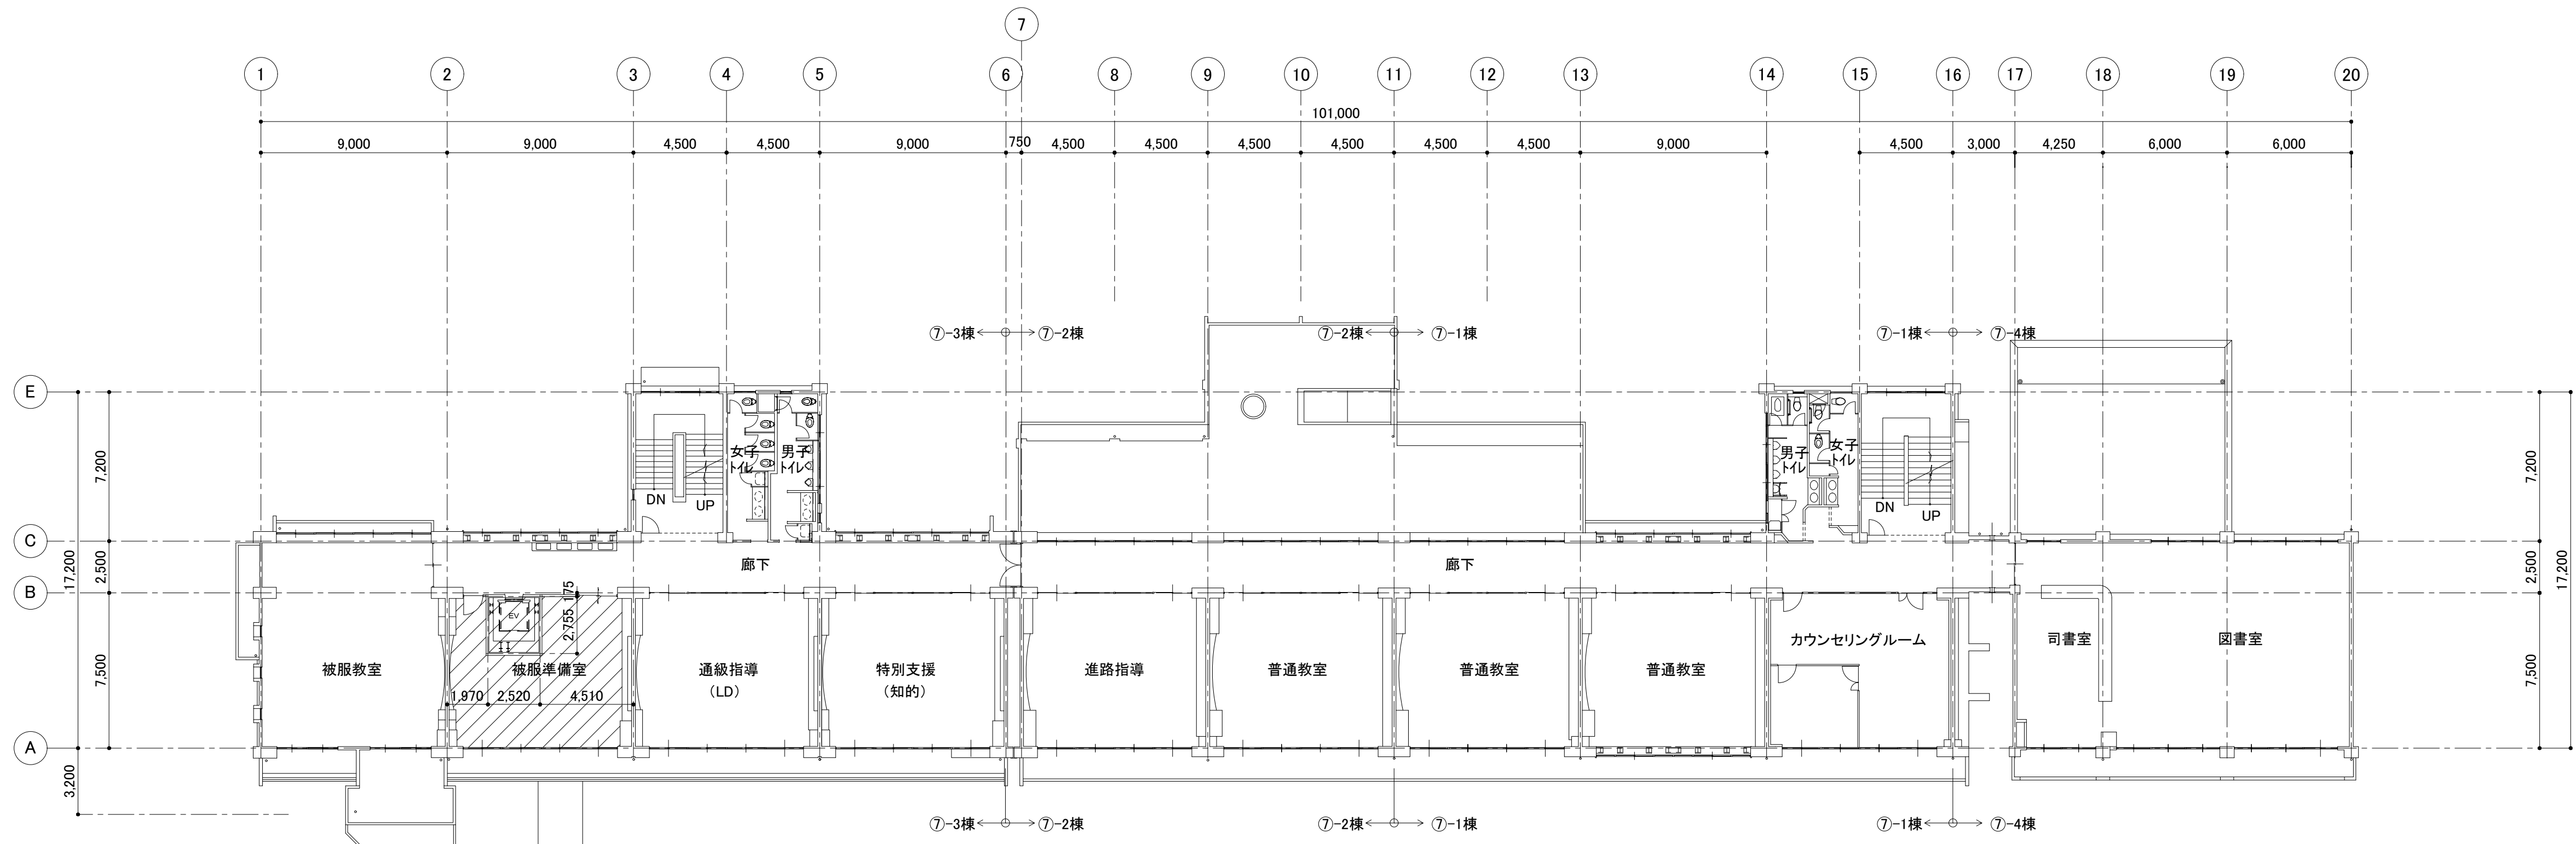 7
1 2 3 4 5 6 8 9 10 11 12 13 14 15 16 17 18 19 20
101,000
9,000 9,000 4,500 4,500 9,000 750 4,500 4,500 4,500 4,500 4,500 4,500 9,000 4,500 3,000 4,250 6,000 6,000
⑦-3棟 ⑦-2棟 ⑦-2棟 ⑦-1棟 ⑦-1棟 ⑦-4棟
E
C
B
A
17,200
7,200
2,500
7,500
3,200
DN
UP
女子
トイレ
男子
トイレ
男子
トイレ
女子
トイレ
DN
UP
廊下
廊下
175
2,755
EV
被服教室
被服準備室
1,970 2,520 4,510
通級指導
（LD）
特別支援
（知的）
進路指導
普通教室
普通教室
普通教室
カウンセリングルーム
司書室
図書室
7,200
2,500
7,500
17,200
⑦-3棟 ⑦-2棟 ⑦-2棟 ⑦-1棟 ⑦-1棟 ⑦-4棟